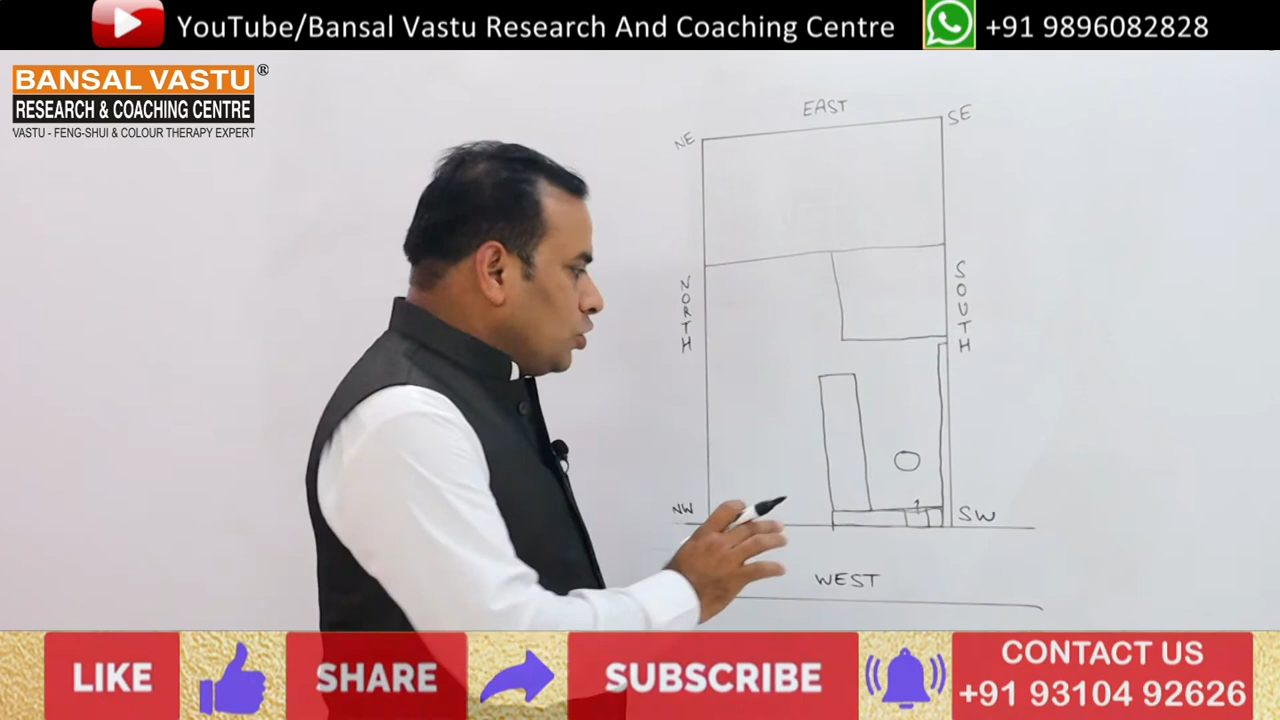 YouTube/Bansal Vastu Research And Coaching Centre
+91 9896082828
BANSAL VASTU®
RESEARCH & COACHING CENTRE
VASTU - FENG-SHUI & COLOUR THERAPY EXPERT
EAST
NE
SE
NORTH
SOUTH
NW
SW
WEST
LIKE
SHARE
SUBSCRIBE
CONTACT US
+91 93104 92626